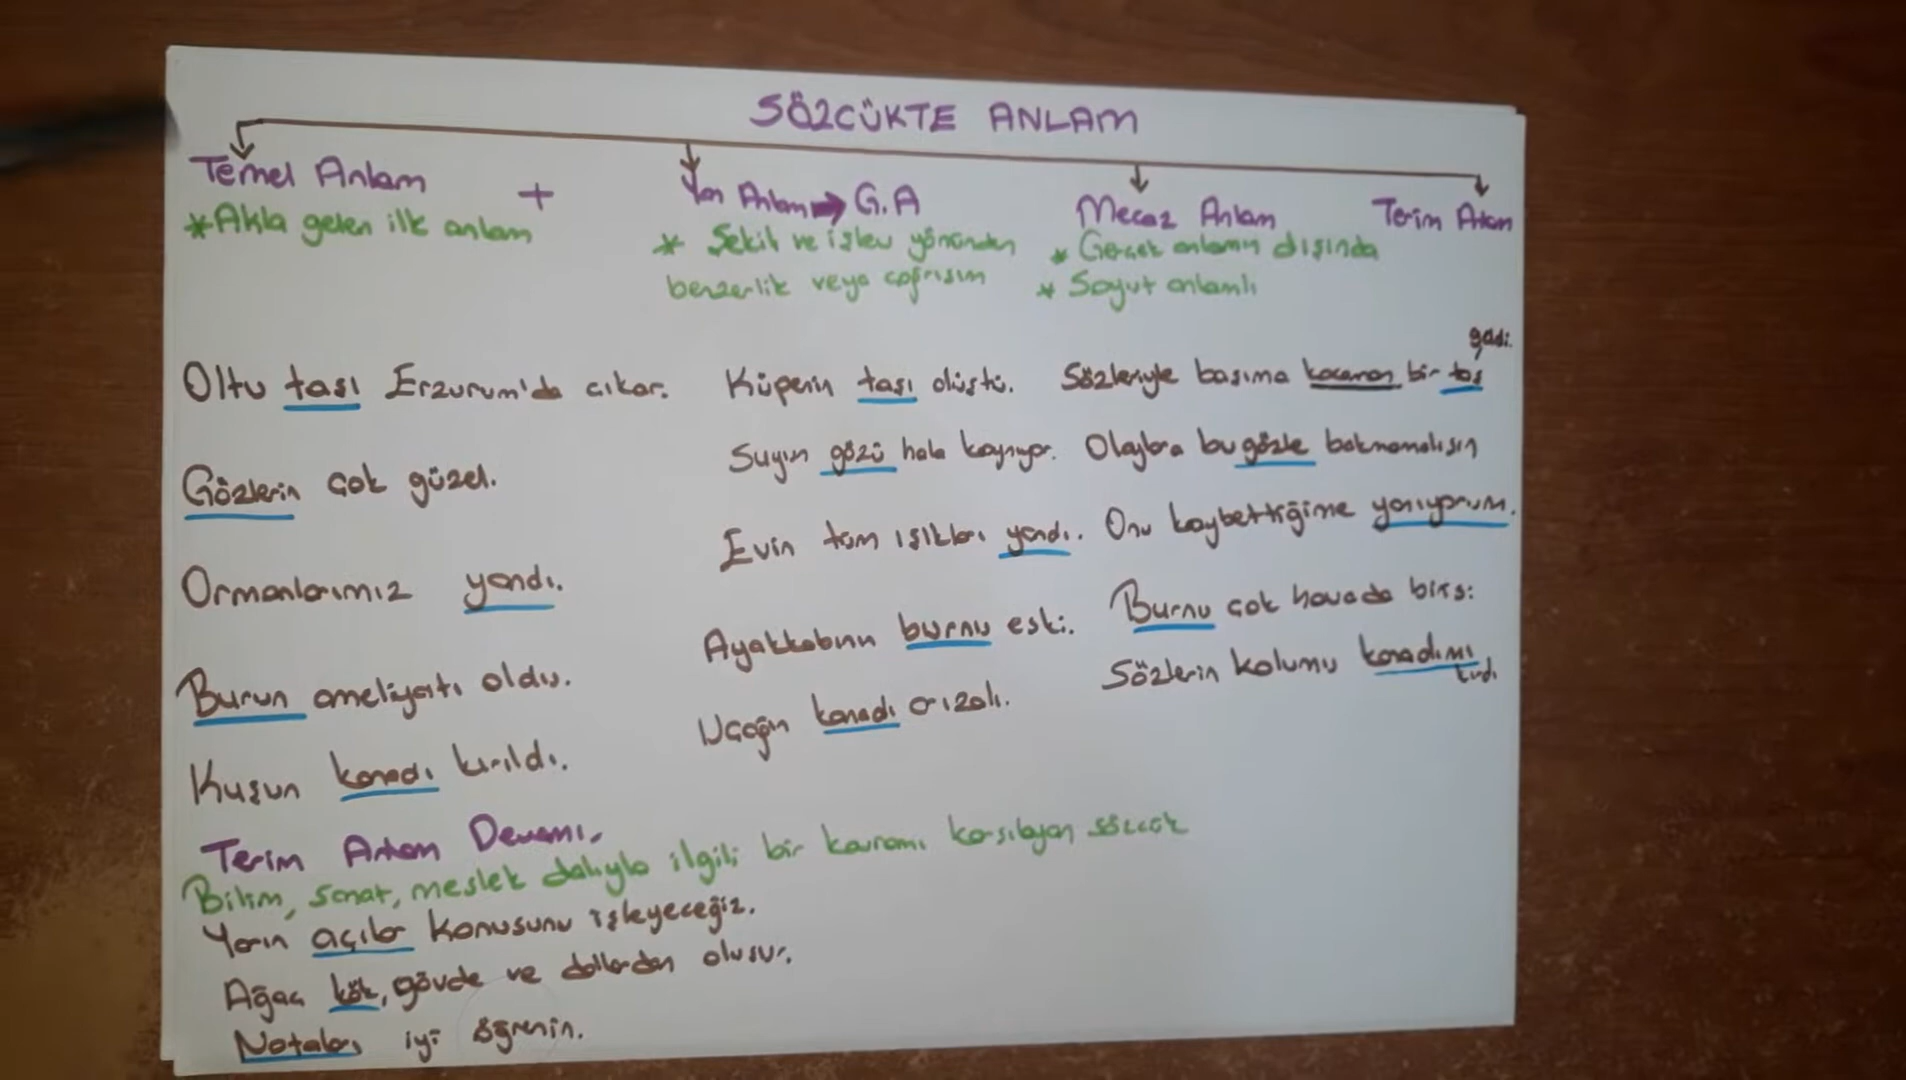 SÖZCÜKTE ANLAM
Temel Anlam
+
Yan Anlam → G.A
Mecaz Anlam
Terim Anlam
*Akla gelen ilk anlam
* Şekil ve işlev yönünden
benzerlik veya çağrışım
* Gerçek anlamın dışında
* Soyut anlamlı
Oltu taşı Erzurum'da çıkar.
Gözlerin çok güzel.
Ormanlarımız yandı.
Burun ameliyatı oldu.
Kuşun kanadı kırıldı.
Küpenin taşı düştü.
Suyun gözü hala kaynıyor.
Evin tüm ışıkları yandı.
Ayakkabının burnu eski.
Uçağın kanadı arızalı.
Sözleriyle başıma kocaman bir taş
Olaylara bu gözle bakmamalısın
Onu kaybettiğime yanıyorum.
Burnu çok havada biri:
Sözlerin kolumu kanadımı
kırdı
Terim Anlam Devamı.
Bilim, sanat, meslek dalıyla ilgili bir kavramı karşılayan sözcük
Yarın açılar konusunu işleyeceğiz.
Ağaç kök, gövde ve dallardan oluşur.
Notaları iyi öğrenin.